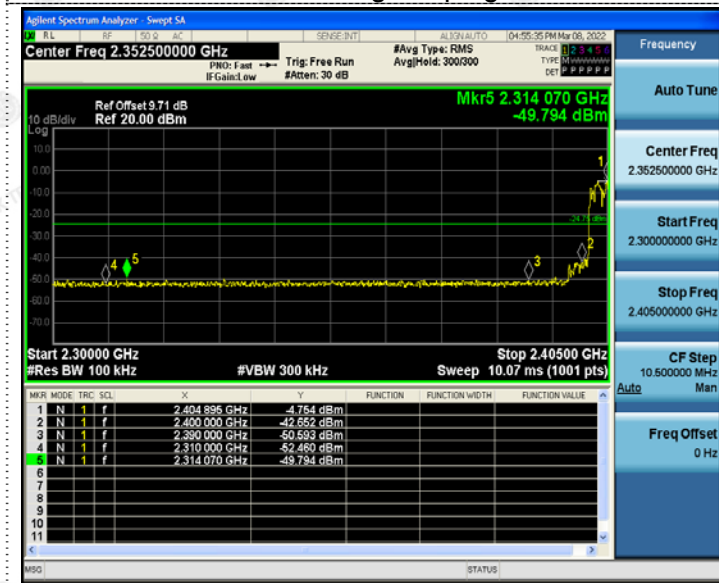 Agilent Spectrum Analyzer - Swept SA
RL RF 50 Ω AC SENSE:INT ALIGN AUTO 04:55:35 PM Mar 08, 2022
Center Freq 2.352500000 GHz
PNO: Fast
IFGain:Low
Trig: Free Run
#Atten: 30 dB
#Avg Type: RMS
Avg|Hold: 300/300
TRACE 1 2 3 4 5 6
TYPE M
DET P P P P P P
Ref Offset 9.71 dB
10 dB/div Ref 20.00 dBm
Log
Mkr5 2.314 070 GHz
-49.794 dBm
10.0
0.00
-10.0
-20.0
-30.0
-40.0
-50.0
-60.0
-70.0
1
2
3
4
5
Start 2.30000 GHz Stop 2.40500 GHz
#Res BW 100 kHz #VBW 300 kHz Sweep 10.07 ms (1001 pts)
MKR MODE TRC SCL X Y FUNCTION FUNCTION WIDTH FUNCTION VALUE
1 N 1 f 2.404 895 GHz -4.754 dBm
2 N 1 f 2.400 000 GHz -42.652 dBm
3 N 1 f 2.390 000 GHz -50.593 dBm
4 N 1 f 2.310 000 GHz -52.460 dBm
5 N 1 f 2.314 070 GHz -49.794 dBm
6
7
8
9
10
11
MSG STATUS
Frequency
Auto Tune
Center Freq
2.352500000 GHz
Start Freq
2.300000000 GHz
Stop Freq
2.405000000 GHz
CF Step
10.500000 MHz
Auto Man
Freq Offset
0 Hz